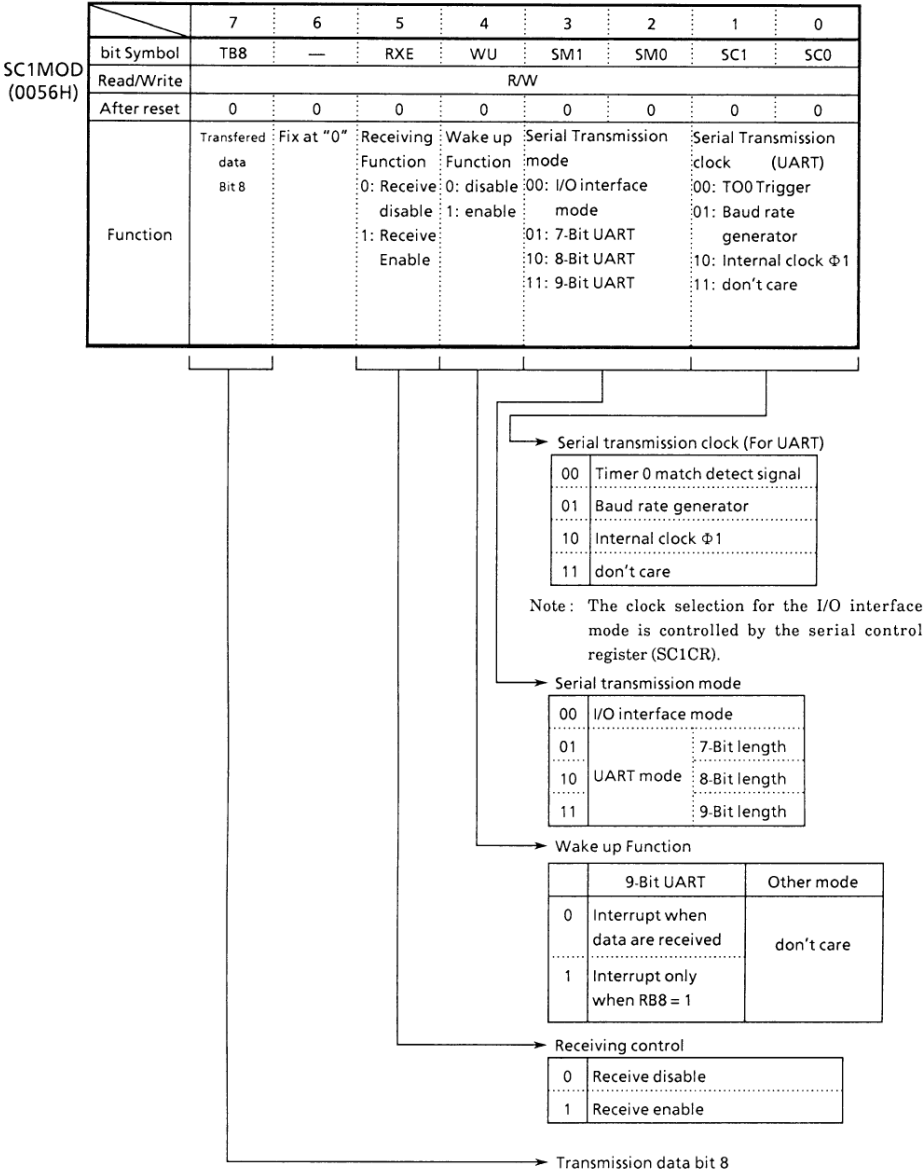 7 6 5 4 3 2 1 0
bit Symbol TB8 — RXE WU SM1 SM0 SC1 SC0
SC1MOD
(0056H)
Read/Write R/W
After reset 0 0 0 0 0 0 0 0
Function
Transfered
data
Bit 8
Fix at "0"
Receiving
Function
0: Receive
disable
1: Receive
Enable
Wake up
Function
0: disable
1: enable
Serial Transmission
mode
00: I/O interface
mode
01: 7-Bit UART
10: 8-Bit UART
11: 9-Bit UART
Serial Transmission
clock (UART)
00: TO0 Trigger
01: Baud rate
generator
10: Internal clock Φ1
11: don't care
Serial transmission clock (For UART)
00 Timer 0 match detect signal
01 Baud rate generator
10 Internal clock Φ1
11 don't care
Note : The clock selection for the I/O interface
mode is controlled by the serial control
register (SC1CR).
Serial transmission mode
00 I/O interface mode
01 7-Bit length
10 UART mode 8-Bit length
11 9-Bit length
Wake up Function
9-Bit UART Other mode
0 Interrupt when
data are received
don't care
1 Interrupt only
when RB8 = 1
Receiving control
0 Receive disable
1 Receive enable
Transmission data bit 8